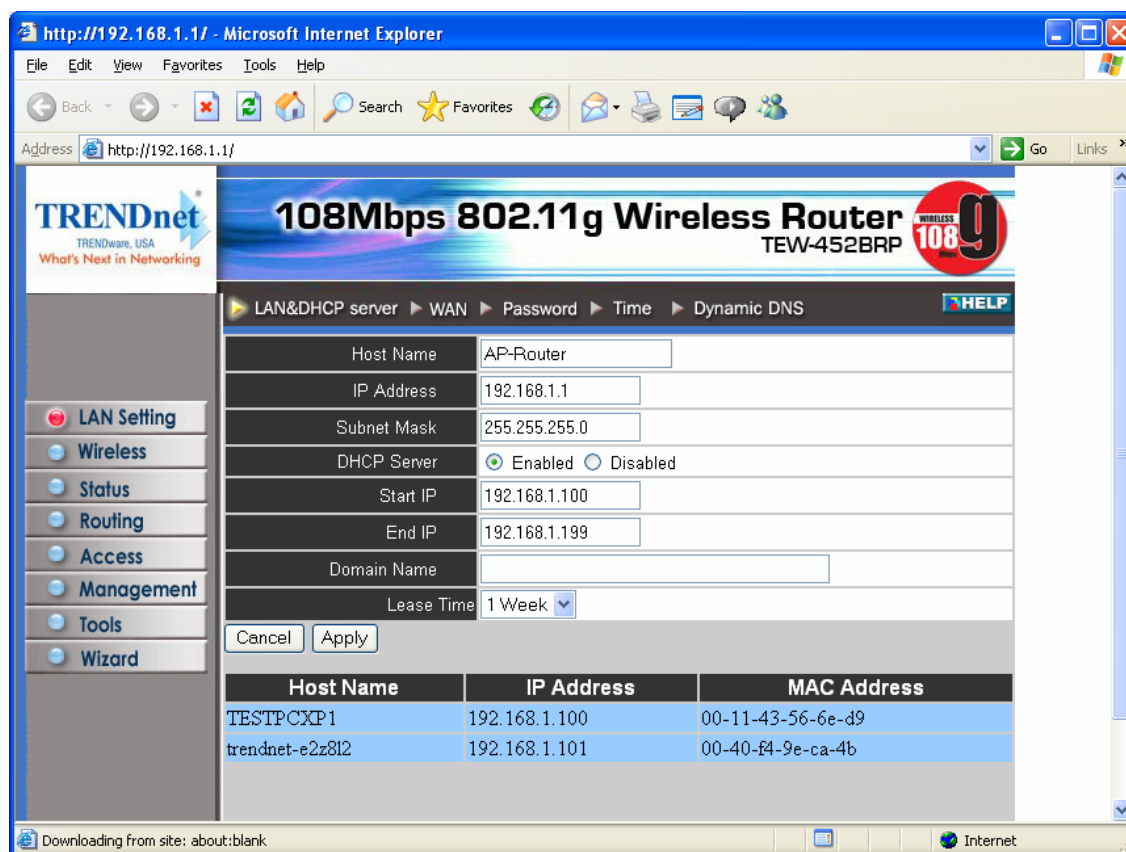 http://192.168.1.1/ - Microsoft Internet Explorer
File Edit View Favorites Tools Help
Back Search Favorites
Address http://192.168.1.1/ Go Links »
TRENDnet
TRENDware, USA
What's Next in Networking
108Mbps 802.11g Wireless Router
TEW-452BRP
WIRELESS
108
Mbps
g
LAN&DHCP server WAN Password Time Dynamic DNS HELP
LAN Setting
Wireless
Status
Routing
Access
Management
Tools
Wizard
Host Name AP-Router
IP Address 192.168.1.1
Subnet Mask 255.255.255.0
DHCP Server Enabled Disabled
Start IP 192.168.1.100
End IP 192.168.1.199
Domain Name
Lease Time 1 Week
Cancel Apply
Host Name IP Address MAC Address
TESTPCXP1 192.168.1.100 00-11-43-56-6e-d9
trendnet-e2z8l2 192.168.1.101 00-40-f4-9e-ca-4b
Downloading from site: about:blank Internet